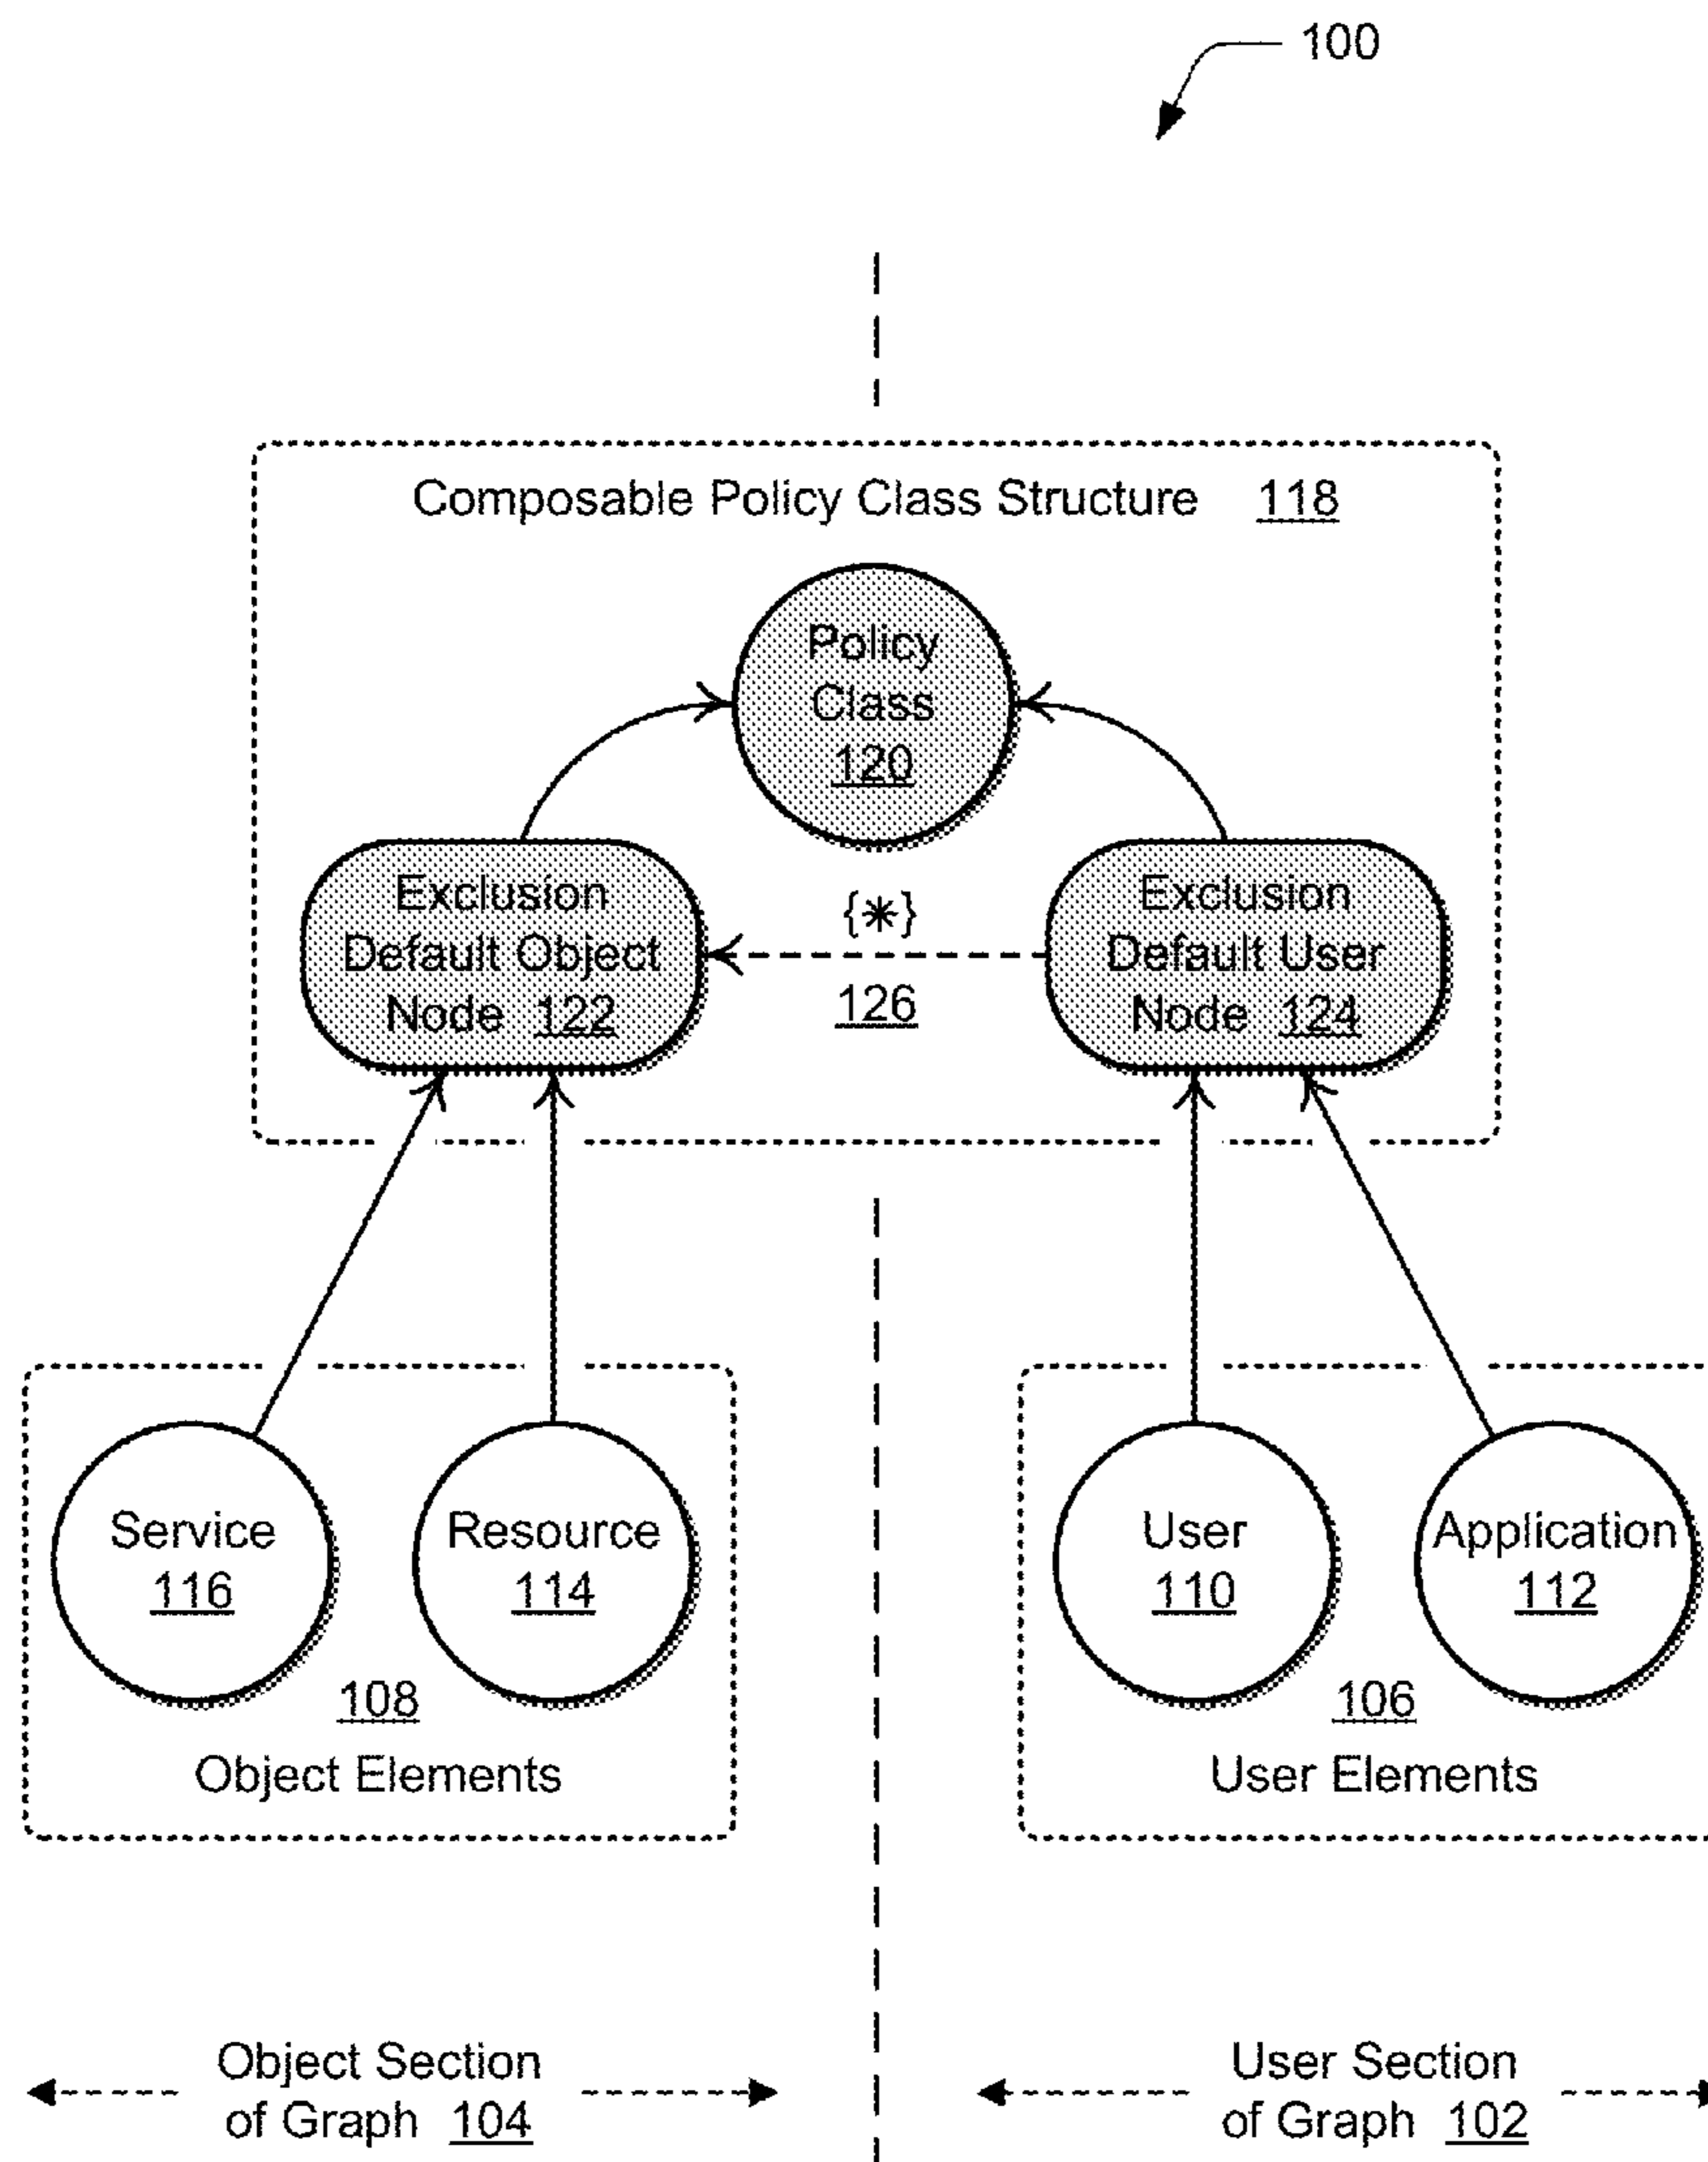 100
Composable Policy Class Structure 118
Policy
Class
120
Exclusion
Default Object
Node 122
{*}
126
Exclusion
Default User
Node 124
Service
116
Resource
114
108
Object Elements
User
110
Application
112
106
User Elements
Object Section
of Graph 104
User Section
of Graph 102